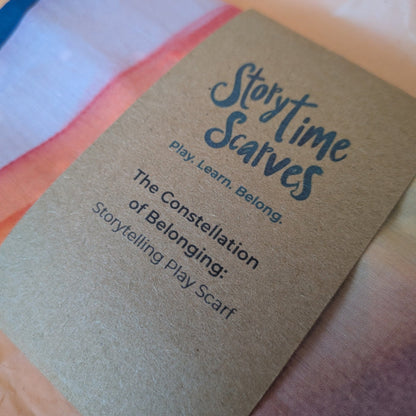 Storytime
Scarves
Play. Learn. Belong.
The Constellation
of Belonging:
Storytelling Play Scarf